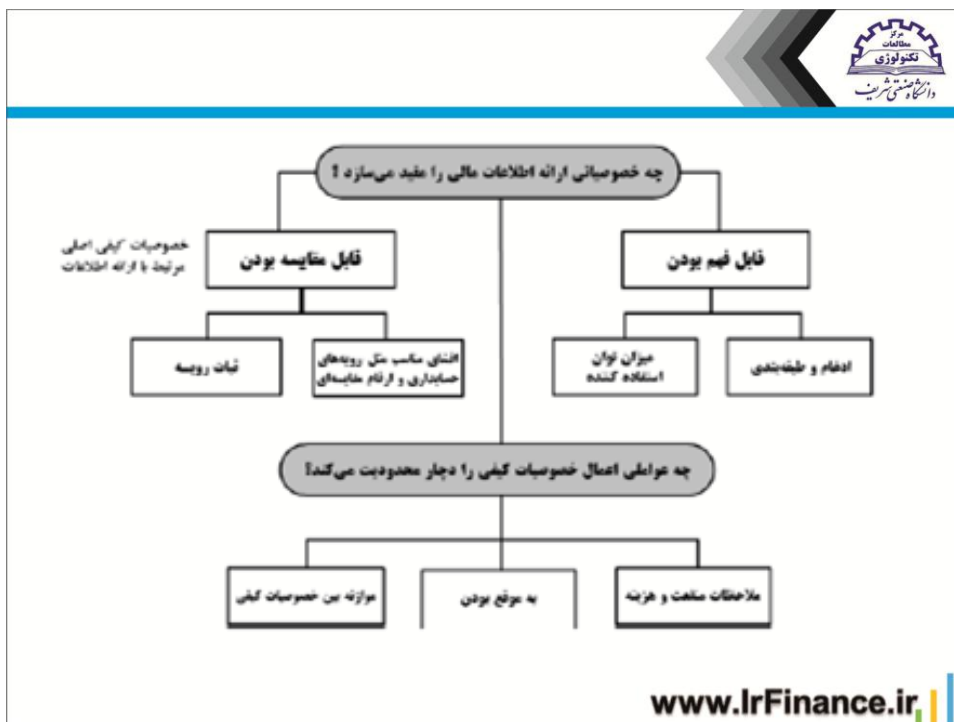 مرکز
مطالعات
تکنولوژی
دانشگاه صنعتی شریف
چه خصوصیاتی ارائه اطلاعات مالی را مفید می‌سازد ؟
خصوصیات کیفی اصلی
مرتبط با ارائه اطلاعات
قابل فهم بودن
قابل مقایسه بودن
ادغام و طبقه‌بندی
میزان توان
استفاده کننده
افشای مناسب مثل رویه‌های
حسابداری و ارقام مقایسه‌ای
ثبات رویـه
چه عواملی اعمال خصوصیات کیفی را دچار محدودیت می‌کند؟
ملاحظات منفعت و هزینه
به موقع بودن
موازنه بین خصوصیات کیفی
www.IrFinance.ir